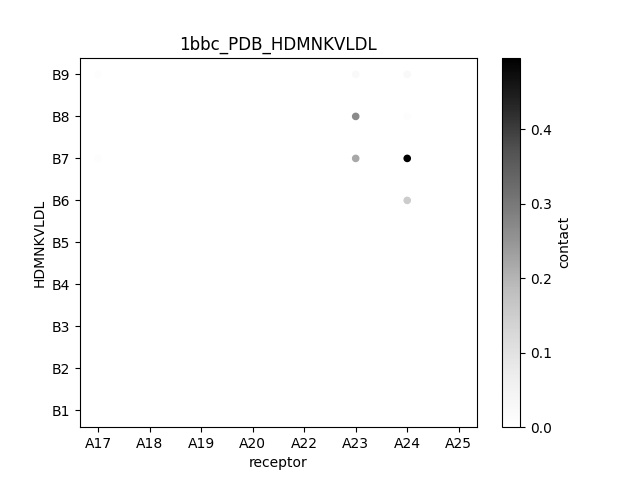 1bbc_PDB_HDMNKVLDL
B9
B8
B7
B6
B5
B4
B3
B2
B1
HDMNKVLDL
A17 A18 A19 A20 A22 A23 A24 A25
receptor
0.4
0.3
0.2
0.1
0.0
contact